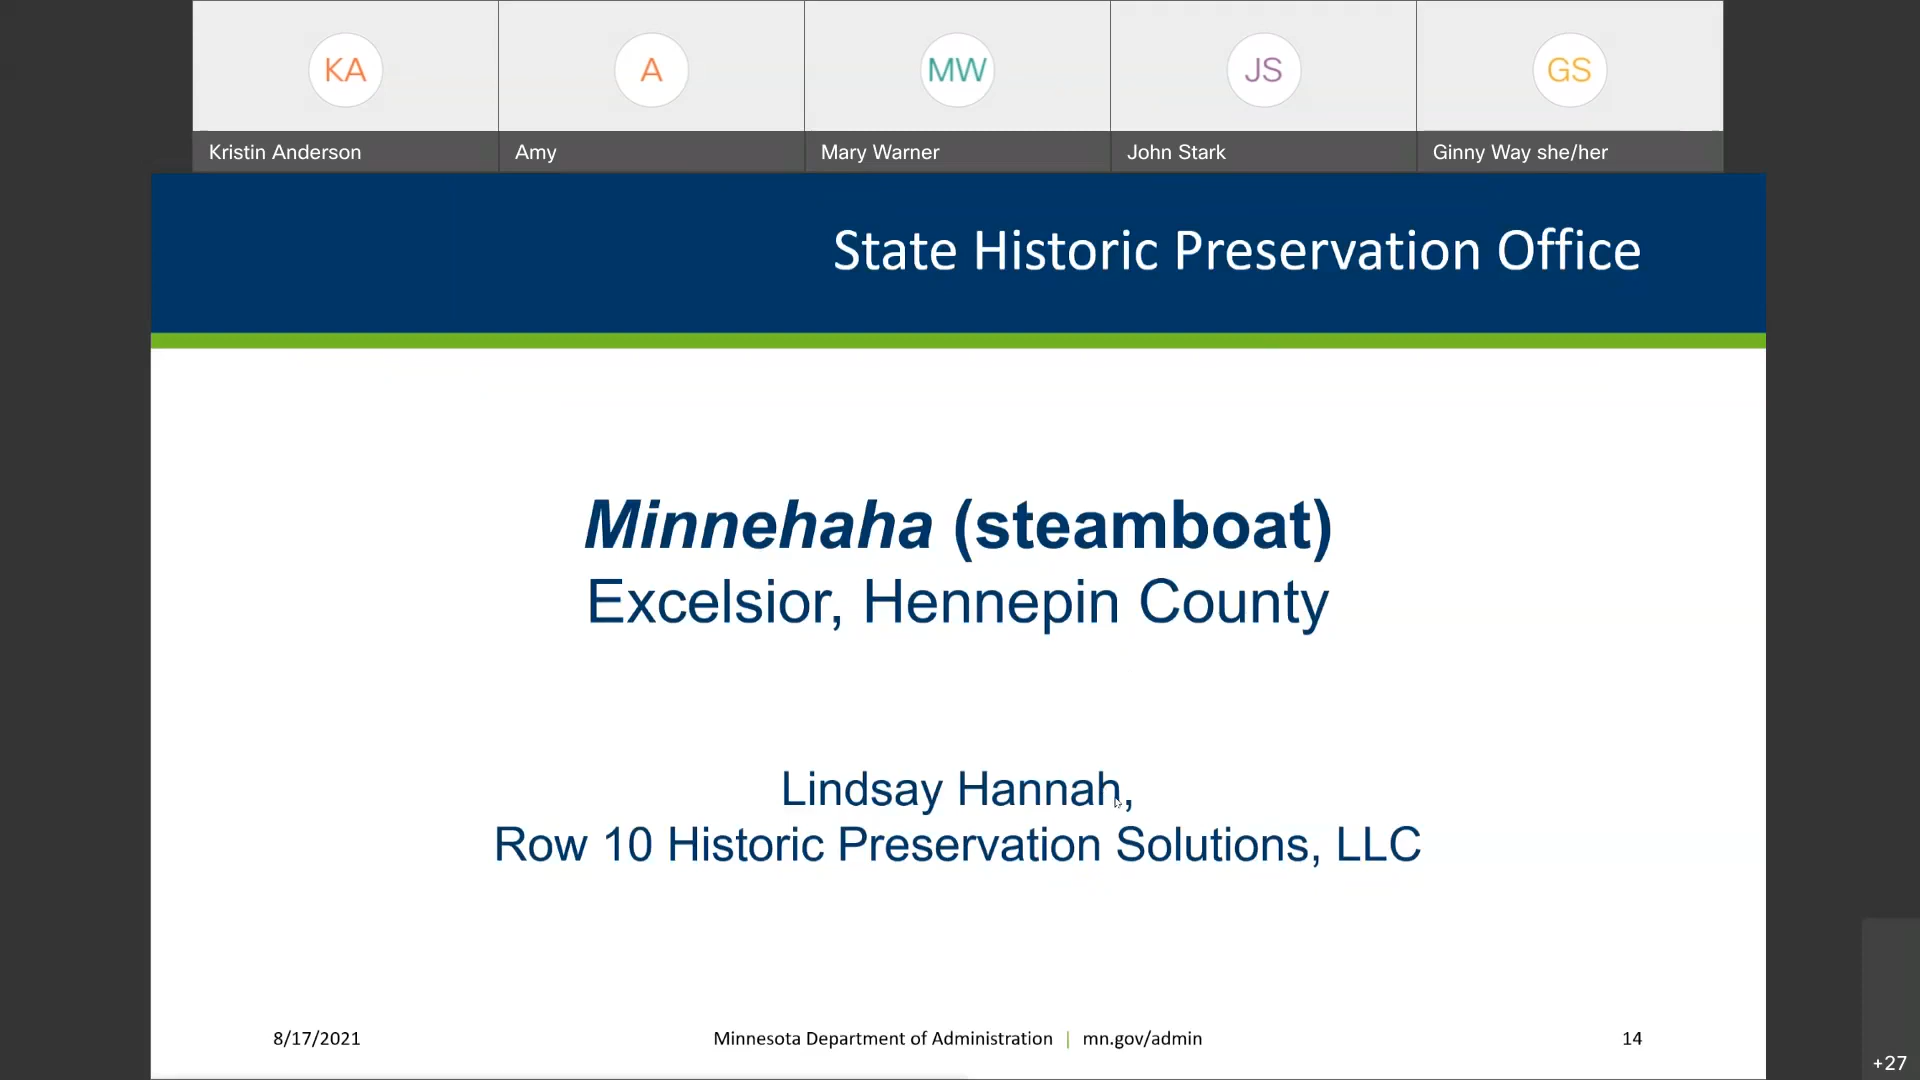 KA
A
MW
JS
GS
Kristin Anderson
Amy
Mary Warner
John Stark
Ginny Way she/her
State Historic Preservation Office
Minnehaha (steamboat)
Excelsior, Hennepin County
Lindsay Hannah,
Row 10 Historic Preservation Solutions, LLC
8/17/2021
Minnesota Department of Administration | mn.gov/admin
14
+27